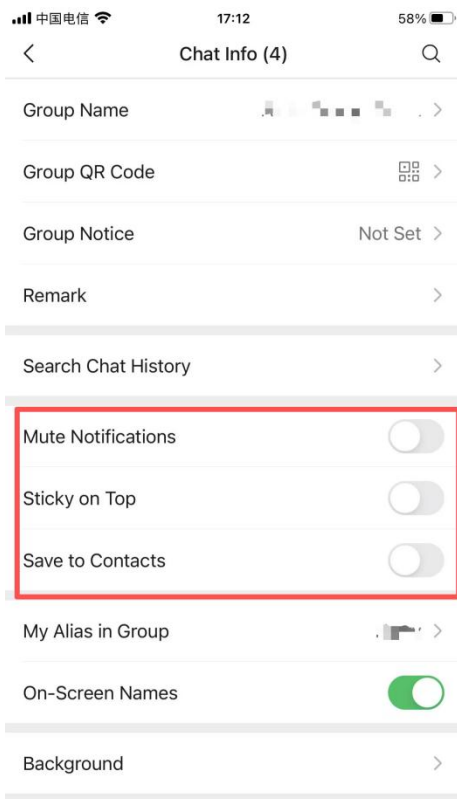 中国电信 17:12 58%
Chat Info (4)
Group Name
Group QR Code
Group Notice Not Set
Remark
Search Chat History
Mute Notifications
Sticky on Top
Save to Contacts
My Alias in Group
On-Screen Names
Background